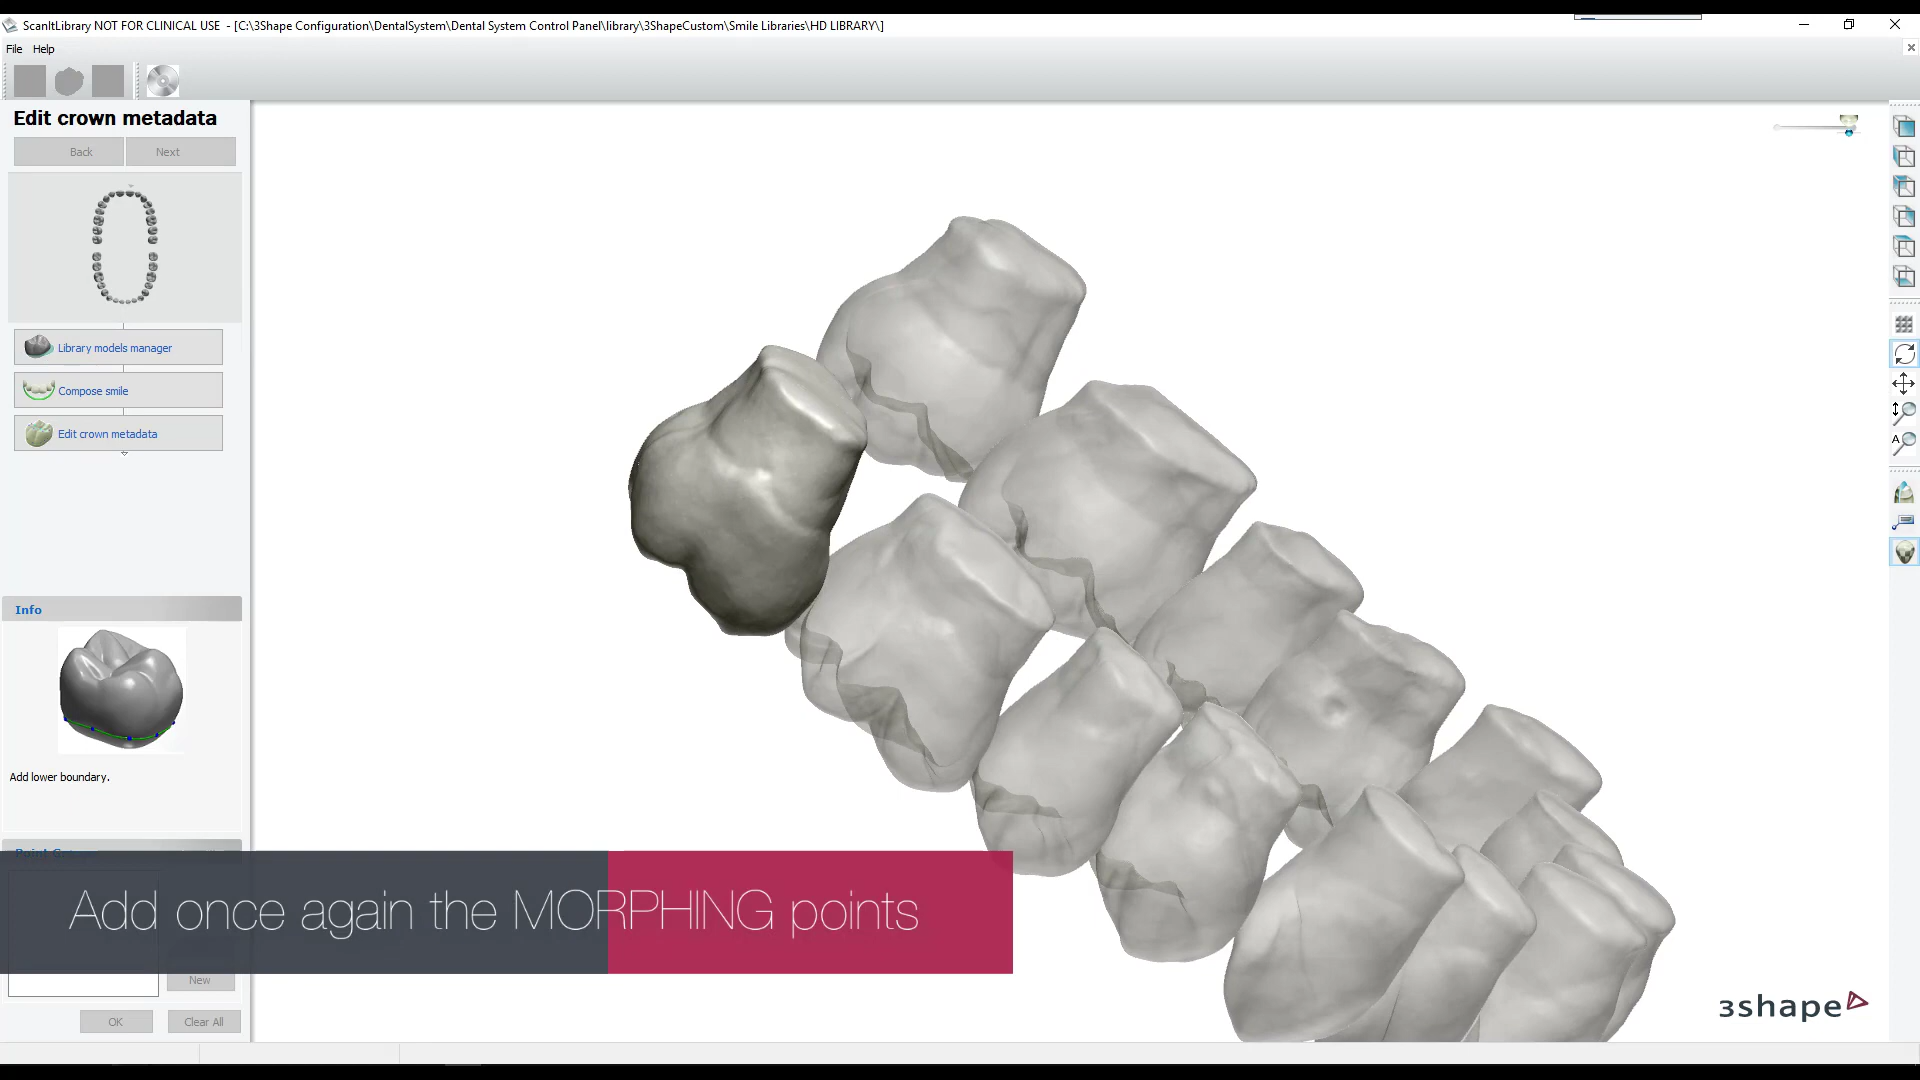 ScanItLibrary NOT FOR CLINICAL USE - [C:\3Shape Configuration\DentalSystem\Dental System Control Panel\library\3ShapeCustom\Smile Libraries\HD LIBRARY\]
File Help
Edit crown metadata
Back Next
Library models manager
Compose smile
Edit crown metadata
Info
Add lower boundary.
Add once again the MORPHING points
New
OK Clear All
A
3shape